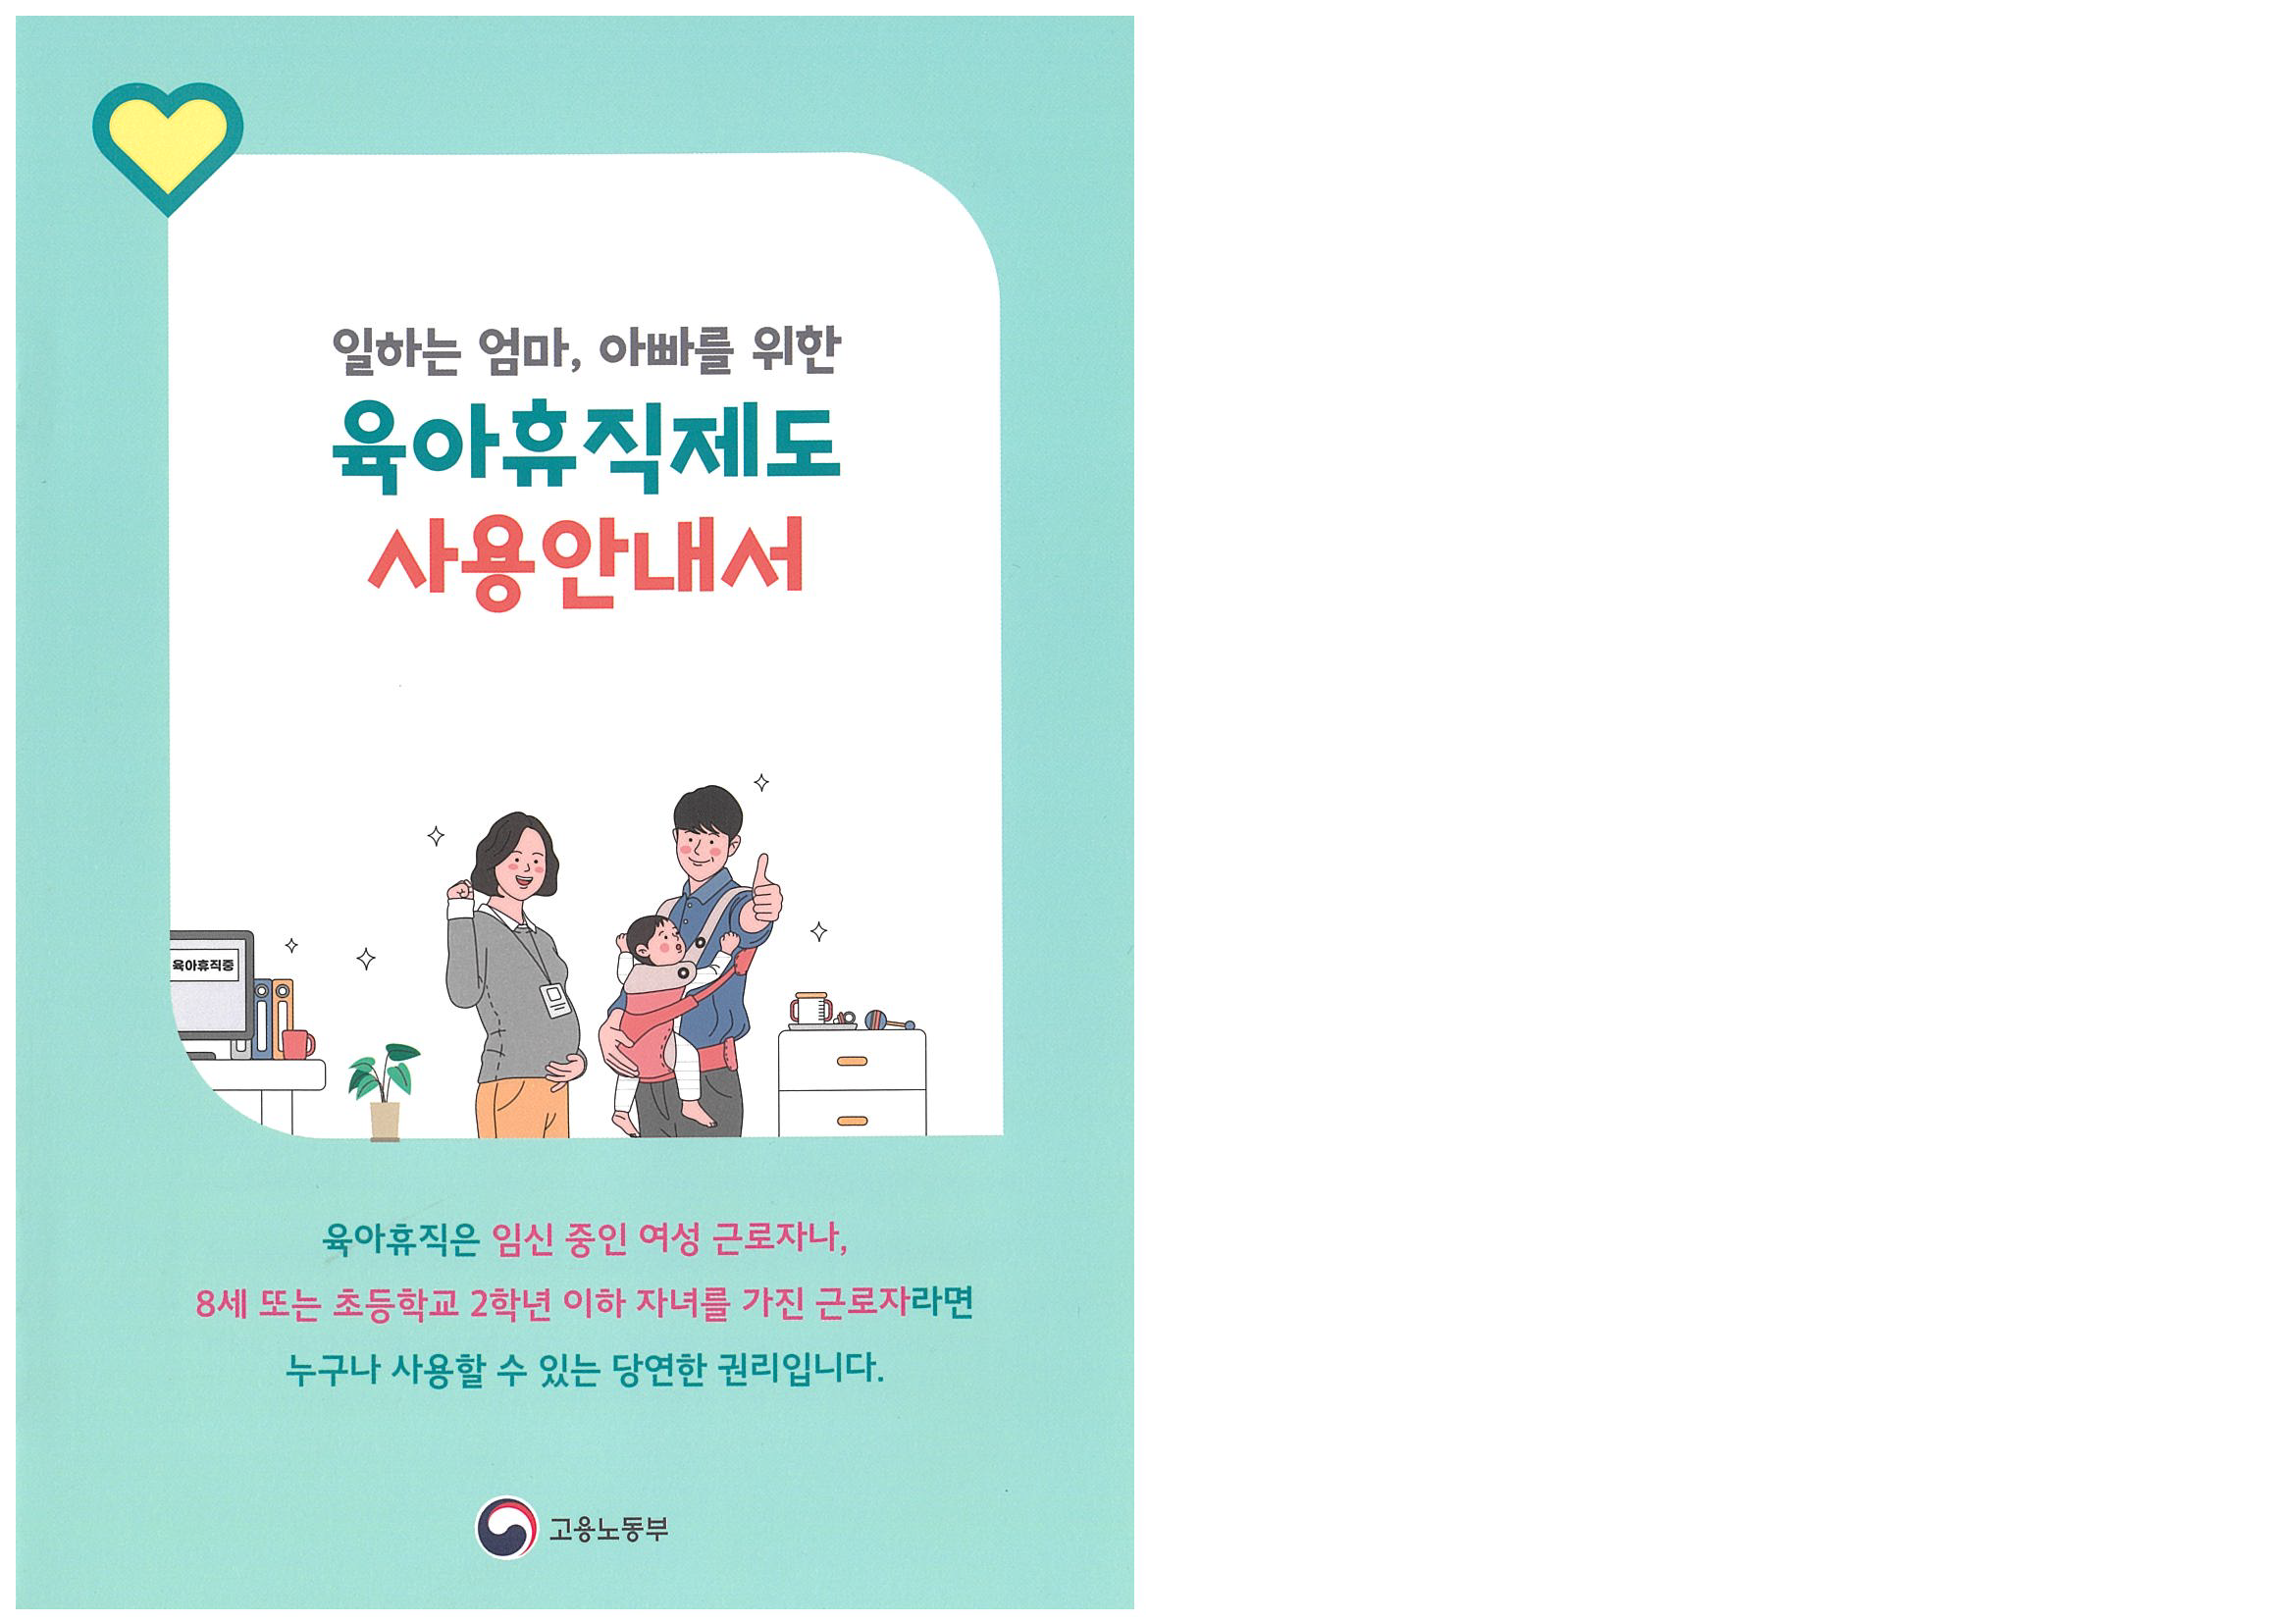 일하는 엄마, 아빠를 위한
육아휴직제도
사용안내서
육아휴직중
육아휴직은 임신 중인 여성 근로자나,
8세 또는 초등학교 2학년 이하 자녀를 가진 근로자라면
누구나 사용할 수 있는 당연한 권리입니다.
고용노동부